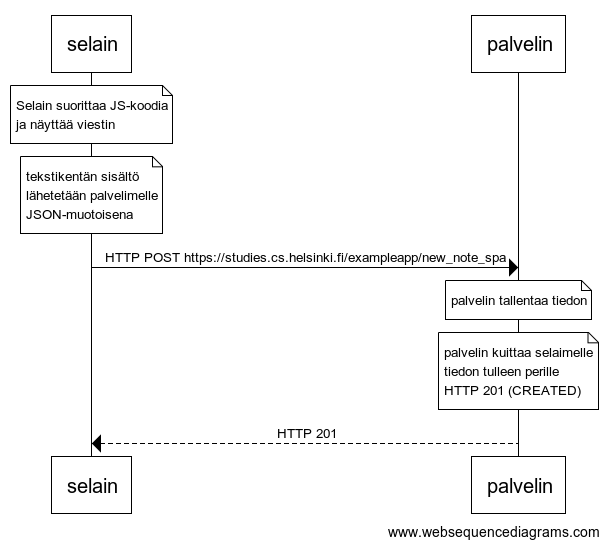 selain
palvelin
Selain suorittaa JS-koodia
ja näyttää viestin
tekstikentän sisältö
lähetetään palvelimelle
JSON-muotoisena
HTTP POST https://studies.cs.helsinki.fi/exampleapp/new_note_spa
palvelin tallentaa tiedon
palvelin kuittaa selaimelle
tiedon tulleen perille
HTTP 201 (CREATED)
HTTP 201
selain
palvelin
www.websequencediagrams.com